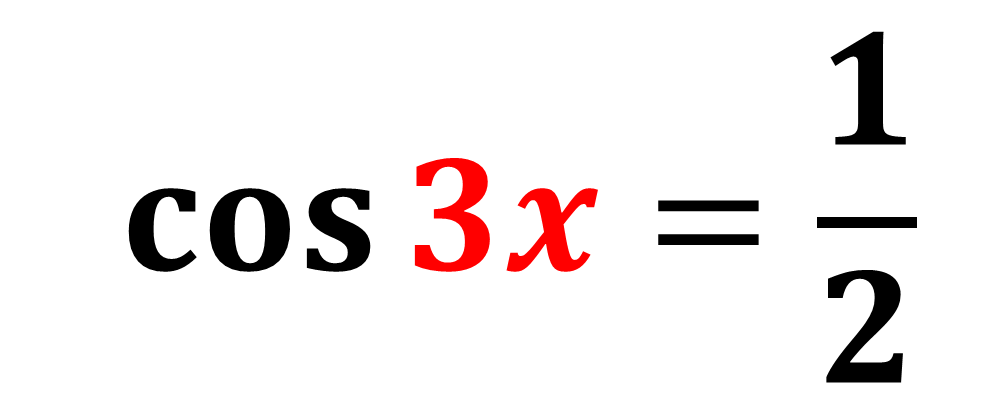 cos 3x = 1/2